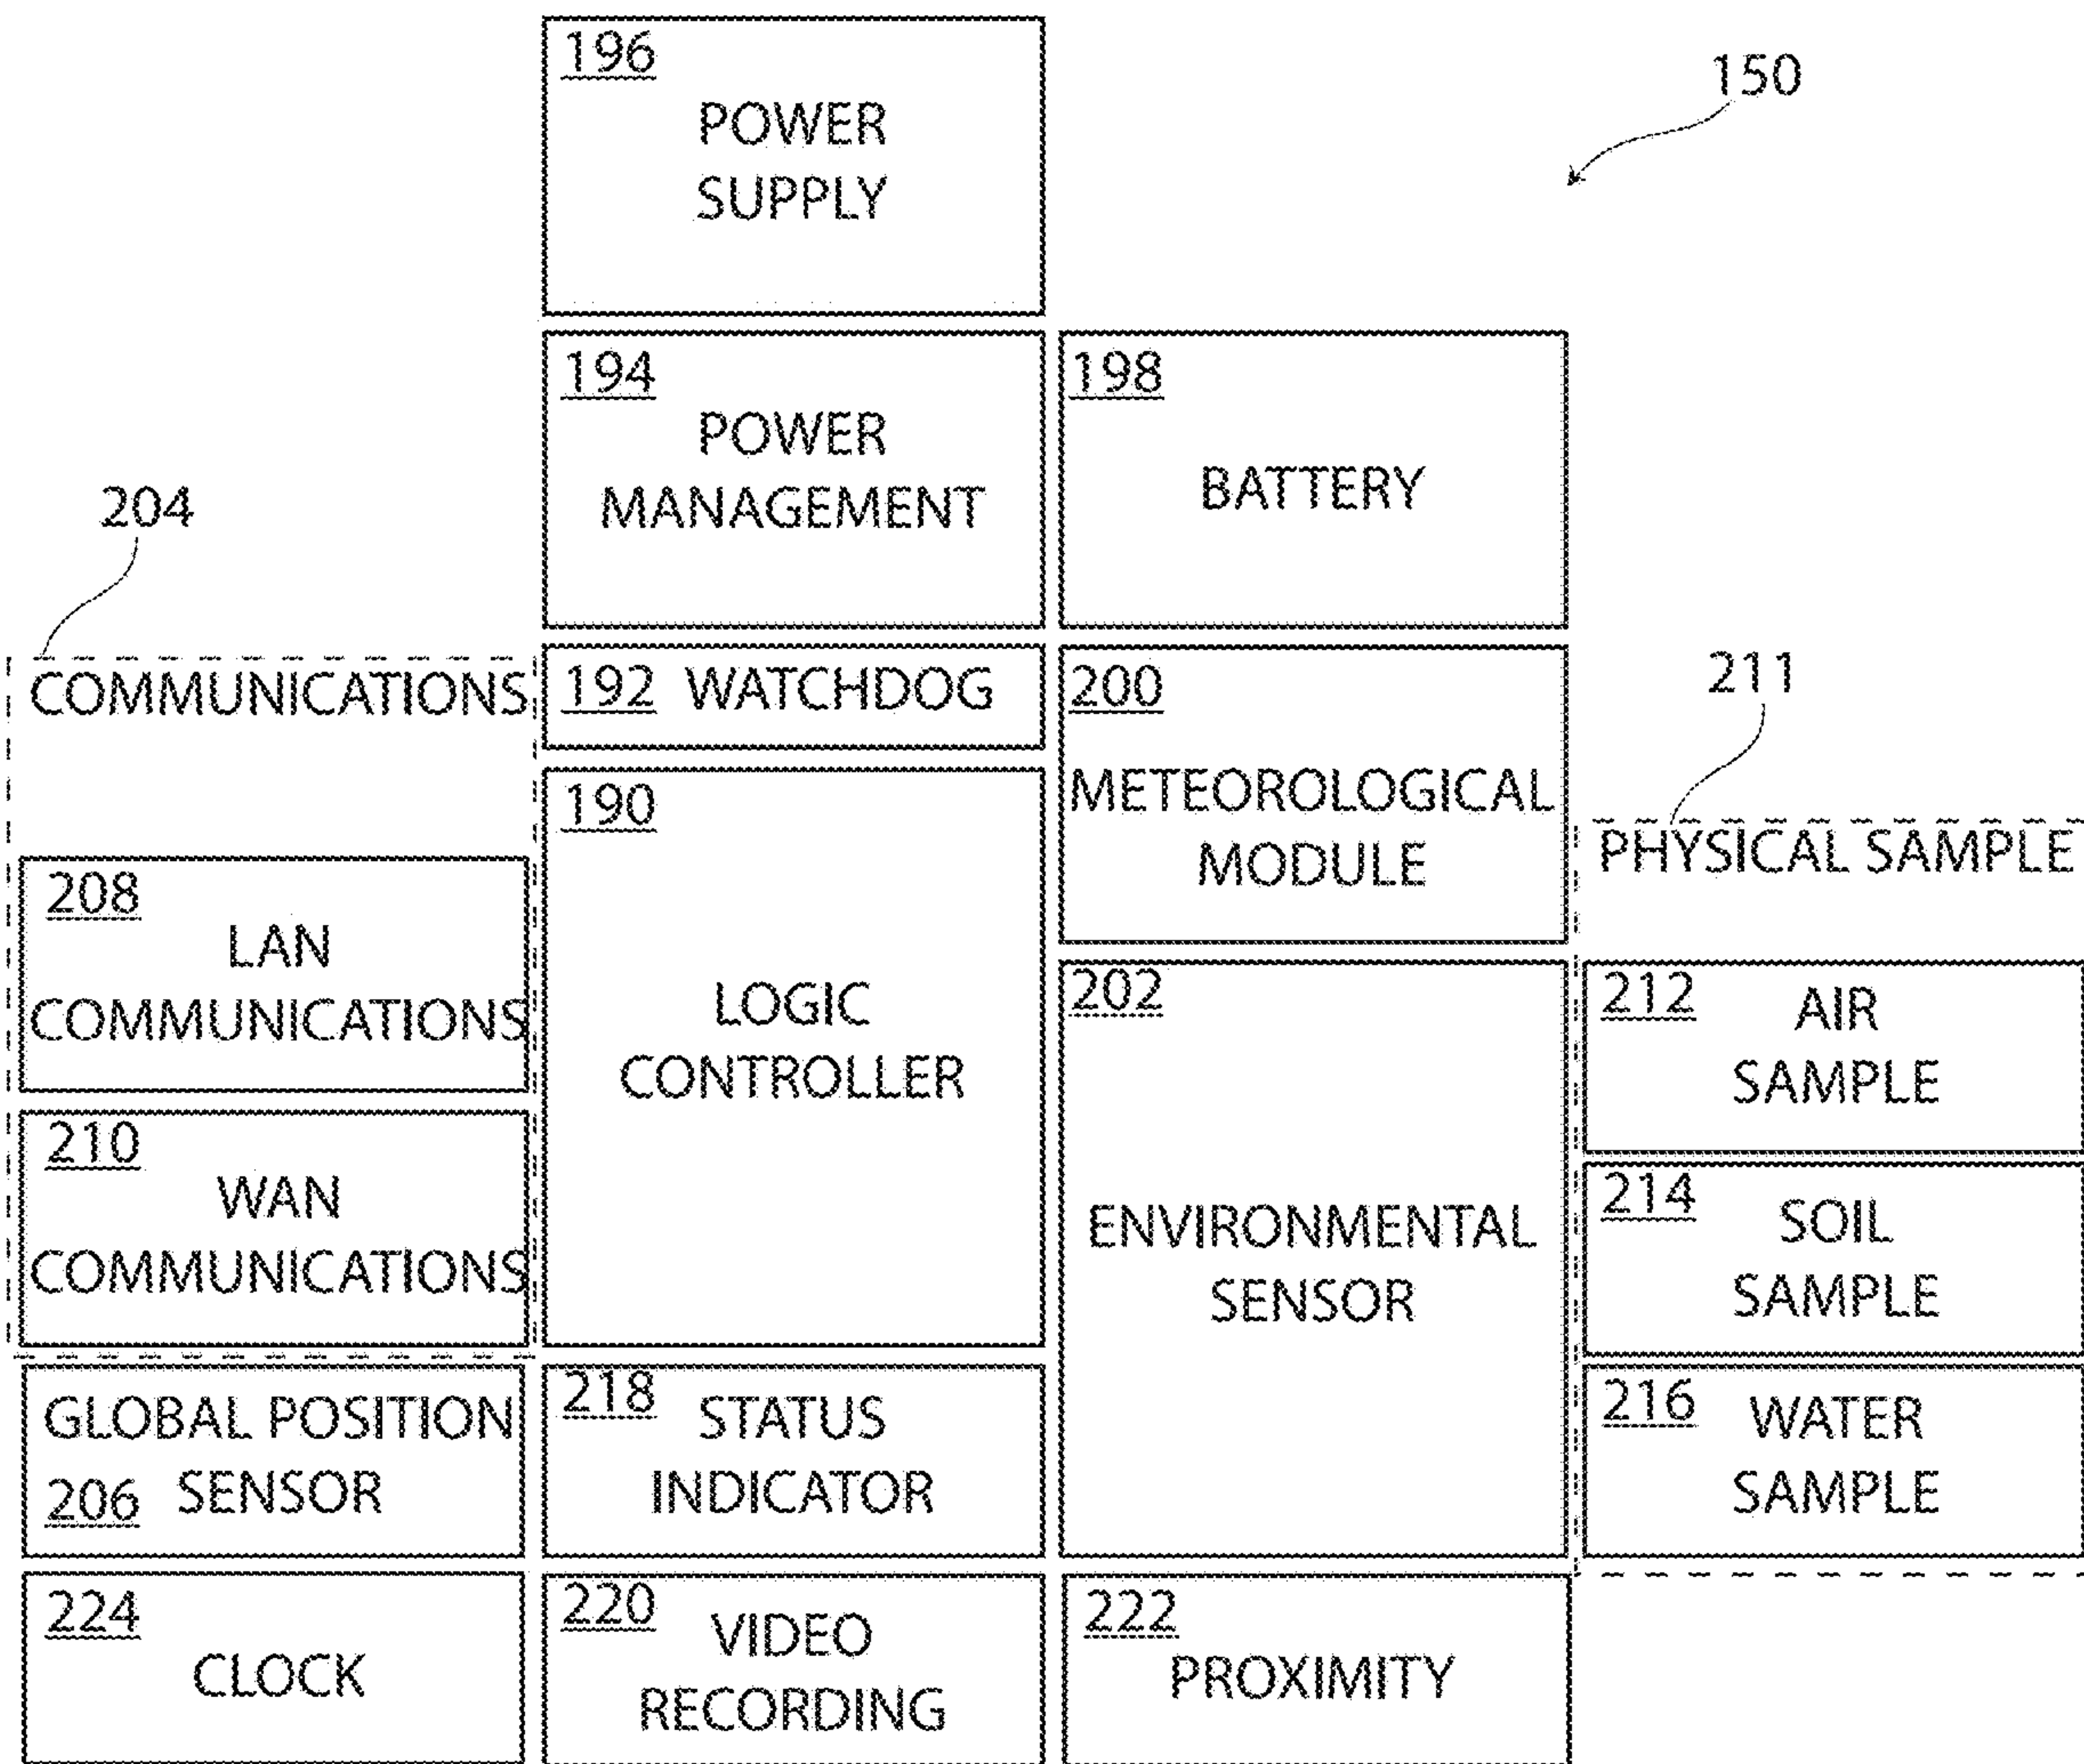 196
POWER
SUPPLY
150
194
POWER
MANAGEMENT
198
BATTERY
204
COMMUNICATIONS
192 WATCHDOG
200
METEOROLOGICAL
MODULE
211
PHYSICAL SAMPLE
190
LOGIC
CONTROLLER
208
LAN
COMMUNICATIONS
210
WAN
COMMUNICATIONS
202
ENVIRONMENTAL
SENSOR
212 AIR
SAMPLE
214 SOIL
SAMPLE
216 WATER
SAMPLE
GLOBAL POSITION
206 SENSOR
218 STATUS
INDICATOR
224
CLOCK
220 VIDEO
RECORDING
222
PROXIMITY